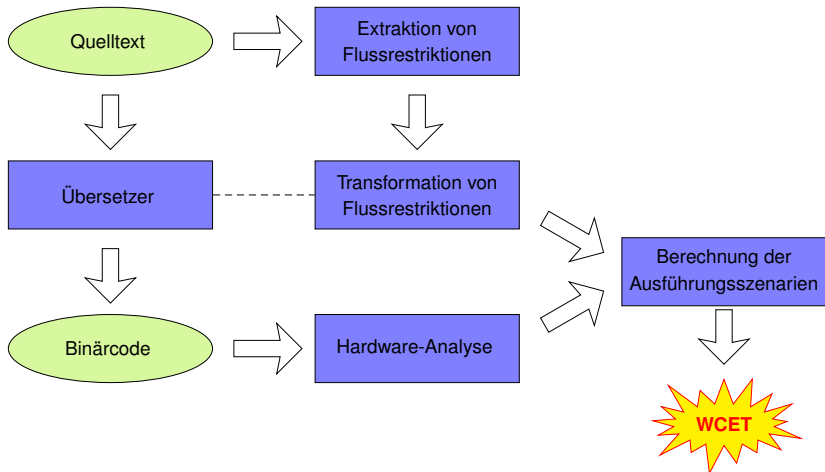 Quelltext
Extraktion von
Flussrestriktionen
Übersetzer
Transformation von
Flussrestriktionen
Berechnung der
Ausführungsszenarien
Binärcode
Hardware-Analyse
WCET